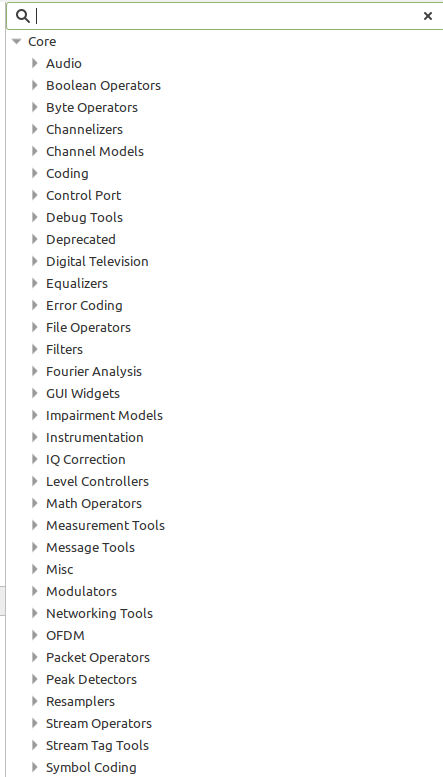 Core
Audio
Boolean Operators
Byte Operators
Channelizers
Channel Models
Coding
Control Port
Debug Tools
Deprecated
Digital Television
Equalizers
Error Coding
File Operators
Filters
Fourier Analysis
GUI Widgets
Impairment Models
Instrumentation
IQ Correction
Level Controllers
Math Operators
Measurement Tools
Message Tools
Misc
Modulators
Networking Tools
OFDM
Packet Operators
Peak Detectors
Resamplers
Stream Operators
Stream Tag Tools
Symbol Coding